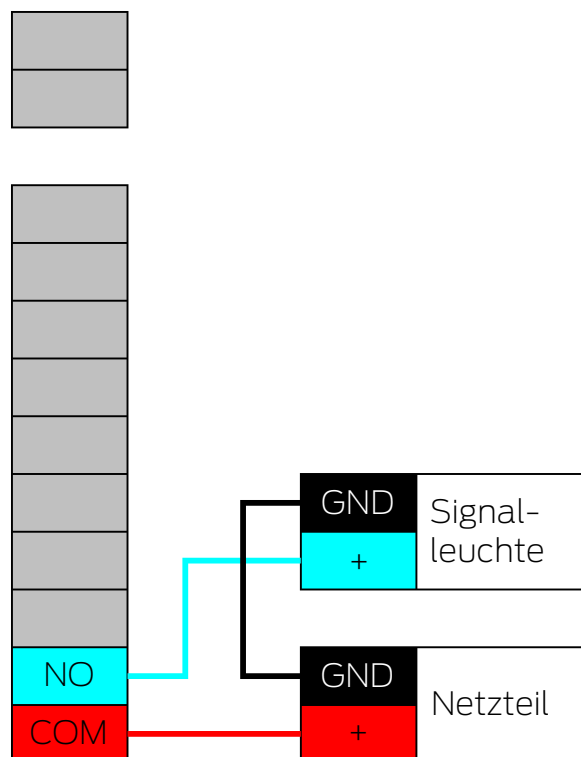 GND
Signal-
leuchte
+
NO
GND
Netzteil
COM
+